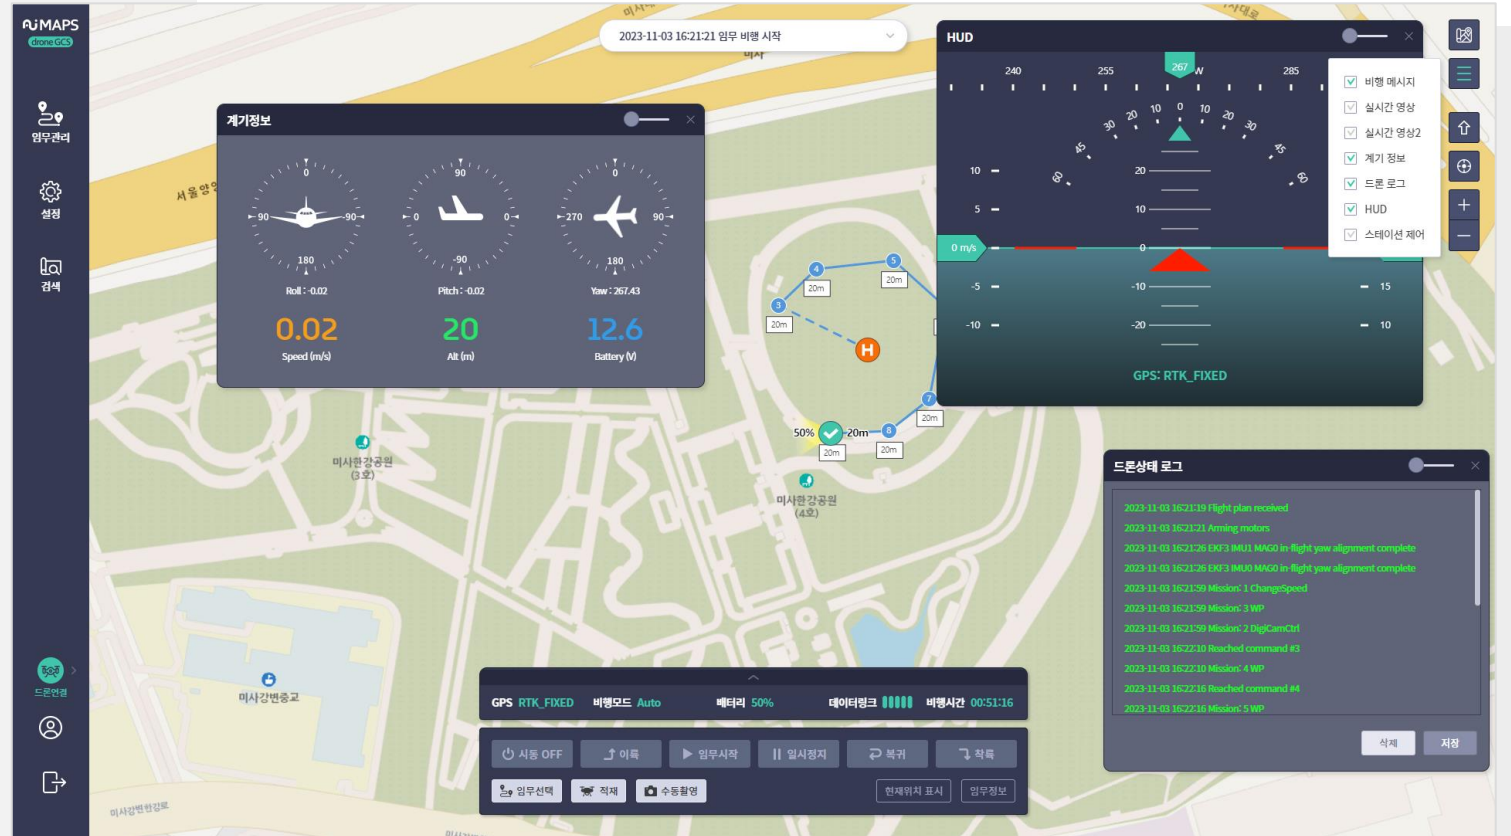 AiMAPS
drone GCS
임무관리
설정
검색
드론연결
2023-11-03 16:21:21 임무 비행 시작
미사
계기정보
0
-90
-90
180
Roll : -0.02
90
0
0
-90
Pitch : -0.02
0
-270
90
180
Yaw : 267.43
0.02
Speed (m/s)
20
Alt (m)
12.6
Battery (V)
HUD
240
255
267
W
285
60
45
30
20
10
0
10
20
30
45
60
10
5
0 m/s
-5
-10
20
10
0
-10
-20
15
10
GPS: RTK_FIXED
비행 메시지
실시간 영상
실시간 영상2
계기 정보
드론 로그
HUD
스테이션 제어
3
20m
4
20m
5
20m
H
7
20m
8
20m
50%
20m
20m
미사한강공원
(3호)
미사한강공원
(4호)
미사강변중교
미사강변한강로
드론상태 로그
2023-11-03 16:21:19 Flight plan received
2023-11-03 16:21:21 Arming motors
2023-11-03 16:21:26 EKF3 IMU1 MAG0 in-flight yaw alignment complete
2023-11-03 16:21:26 EKF3 IMU0 MAG0 in-flight yaw alignment complete
2023-11-03 16:21:59 Mission: 1 ChangeSpeed
2023-11-03 16:21:59 Mission: 3 WP
2023-11-03 16:21:59 Mission: 2 DigiCamCtrl
2023-11-03 16:22:10 Reached command #3
2023-11-03 16:22:10 Mission: 4 WP
2023-11-03 16:22:16 Reached command #4
2023-11-03 16:22:16 Mission: 5 WP
삭제
저장
GPS RTK_FIXED 비행모드 Auto 배터리 50% 데이터링크 비행시간 00:51:16
시동 OFF
이륙
임무시작
일시정지
복귀
착륙
임무선택
적재
수동촬영
현재위치 표시
임무정보